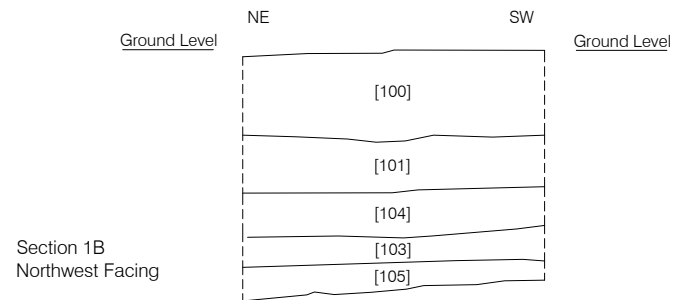 NE
SW
Ground Level
Ground Level
[100]
[101]
[104]
[103]
[105]
Section 1B
Northwest Facing